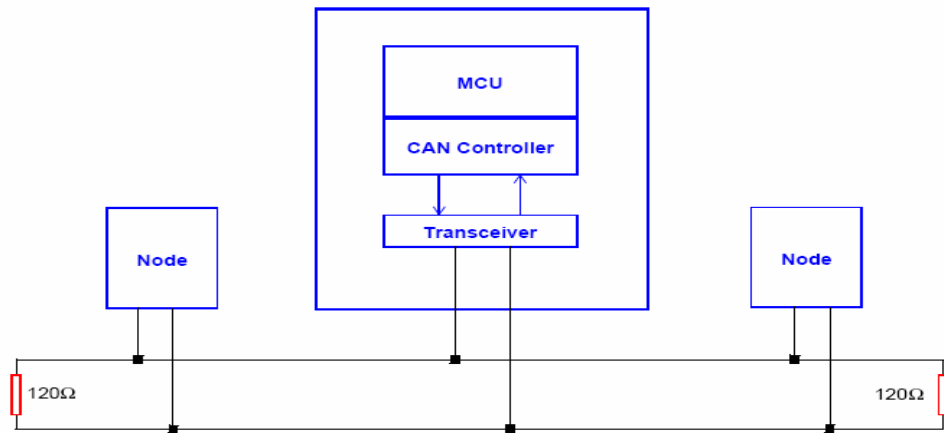 MCU
CAN Controller
Transceiver
Node
Node
120Ω
120Ω